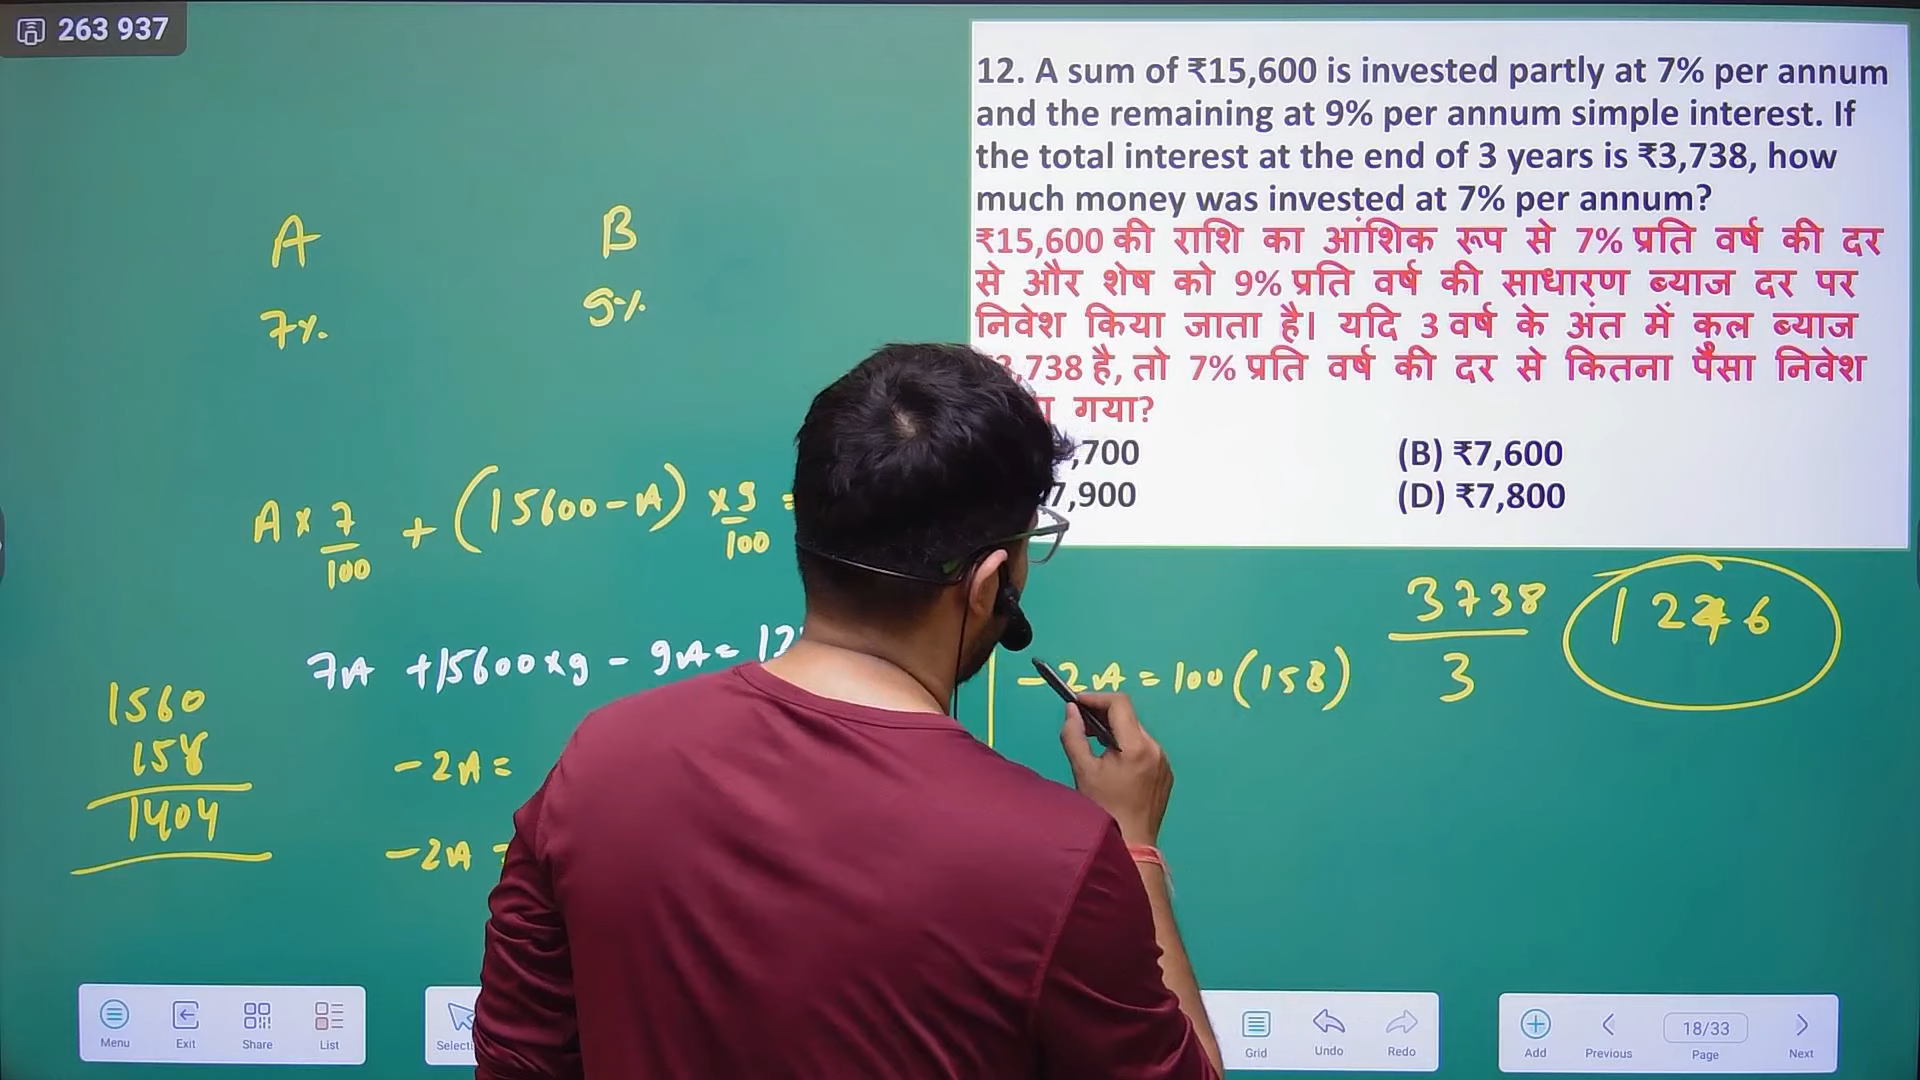 263 937
12. A sum of ₹15,600 is invested partly at 7% per annum
and the remaining at 9% per annum simple interest. If
the total interest at the end of 3 years is ₹3,738, how
much money was invested at 7% per annum?
₹15,600 की राशि का आंशिक रूप से 7% प्रति वर्ष की दर
से और शेष को 9% प्रति वर्ष की साधारण ब्याज दर पर
निवेश किया जाता है। यदि 3 वर्ष के अंत में कुल ब्याज
,738 है, तो 7% प्रति वर्ष की दर से कितना पैसा निवेश
गया?
,700 (B) ₹7,600
7,900 (D) ₹7,800
A B
7% 9%
A × 7/100 + (15600-A) × 9/100 =
7A +15600×9 - 9A =
-2A =
-2A
1560
158
1404
-2A = 100(158)
3738
3
Menu Exit Share List
Grid Undo Redo
Add Previous 18/33 Page Next